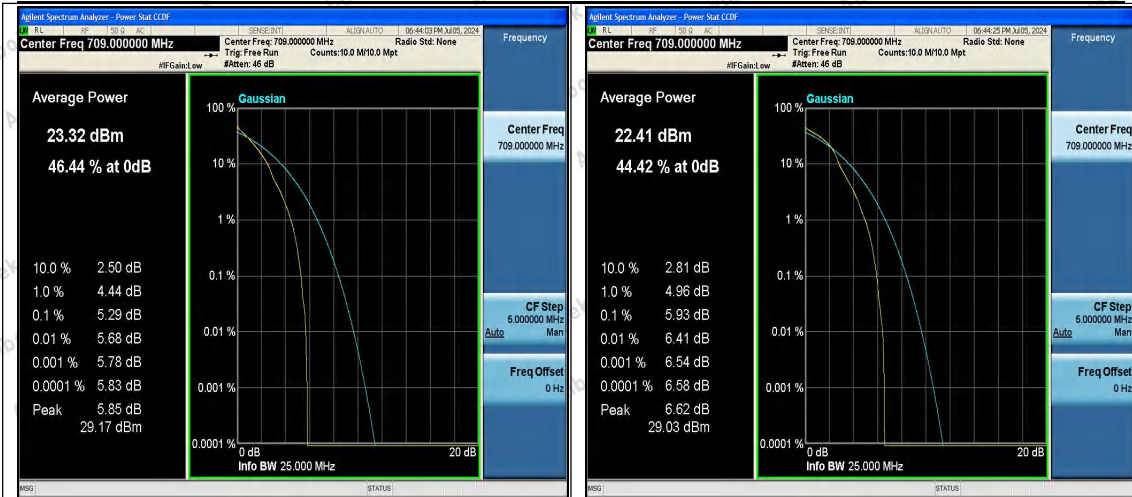 Agilent Spectrum Analyzer - Power Stat CCDF
RL RF 50 Ω AC SENSE:INT ALIGN AUTO 06:44:03 PM Jul 05, 2024
Center Freq 709.000000 MHz
Center Freq: 709.000000 MHz Radio Std: None
Trig: Free Run Counts:10.0 M/10.0 Mpt
#IFGain:Low #Atten: 46 dB
Frequency
Average Power
23.32 dBm
46.44 % at 0dB
10.0 % 2.50 dB
1.0 % 4.44 dB
0.1 % 5.29 dB
0.01 % 5.68 dB
0.001 % 5.78 dB
0.0001 % 5.83 dB
Peak 5.85 dB
29.17 dBm
Gaussian
100 %
10 %
1 %
0.1 %
0.01 %
0.001 %
0.0001 %
0 dB 20 dB
Info BW 25.000 MHz
Center Freq
709.000000 MHz
CF Step
5.000000 MHz
Auto Man
Freq Offset
0 Hz
MSG STATUS
Agilent Spectrum Analyzer - Power Stat CCDF
RL RF 50 Ω AC SENSE:INT ALIGN AUTO 06:44:25 PM Jul 05, 2024
Center Freq 709.000000 MHz
Center Freq: 709.000000 MHz Radio Std: None
Trig: Free Run Counts:10.0 M/10.0 Mpt
#IFGain:Low #Atten: 46 dB
Frequency
Average Power
22.41 dBm
44.42 % at 0dB
10.0 % 2.81 dB
1.0 % 4.96 dB
0.1 % 5.93 dB
0.01 % 6.41 dB
0.001 % 6.54 dB
0.0001 % 6.58 dB
Peak 6.62 dB
29.03 dBm
Gaussian
100 %
10 %
1 %
0.1 %
0.01 %
0.001 %
0.0001 %
0 dB 20 dB
Info BW 25.000 MHz
Center Freq
709.000000 MHz
CF Step
5.000000 MHz
Auto Man
Freq Offset
0 Hz
MSG STATUS